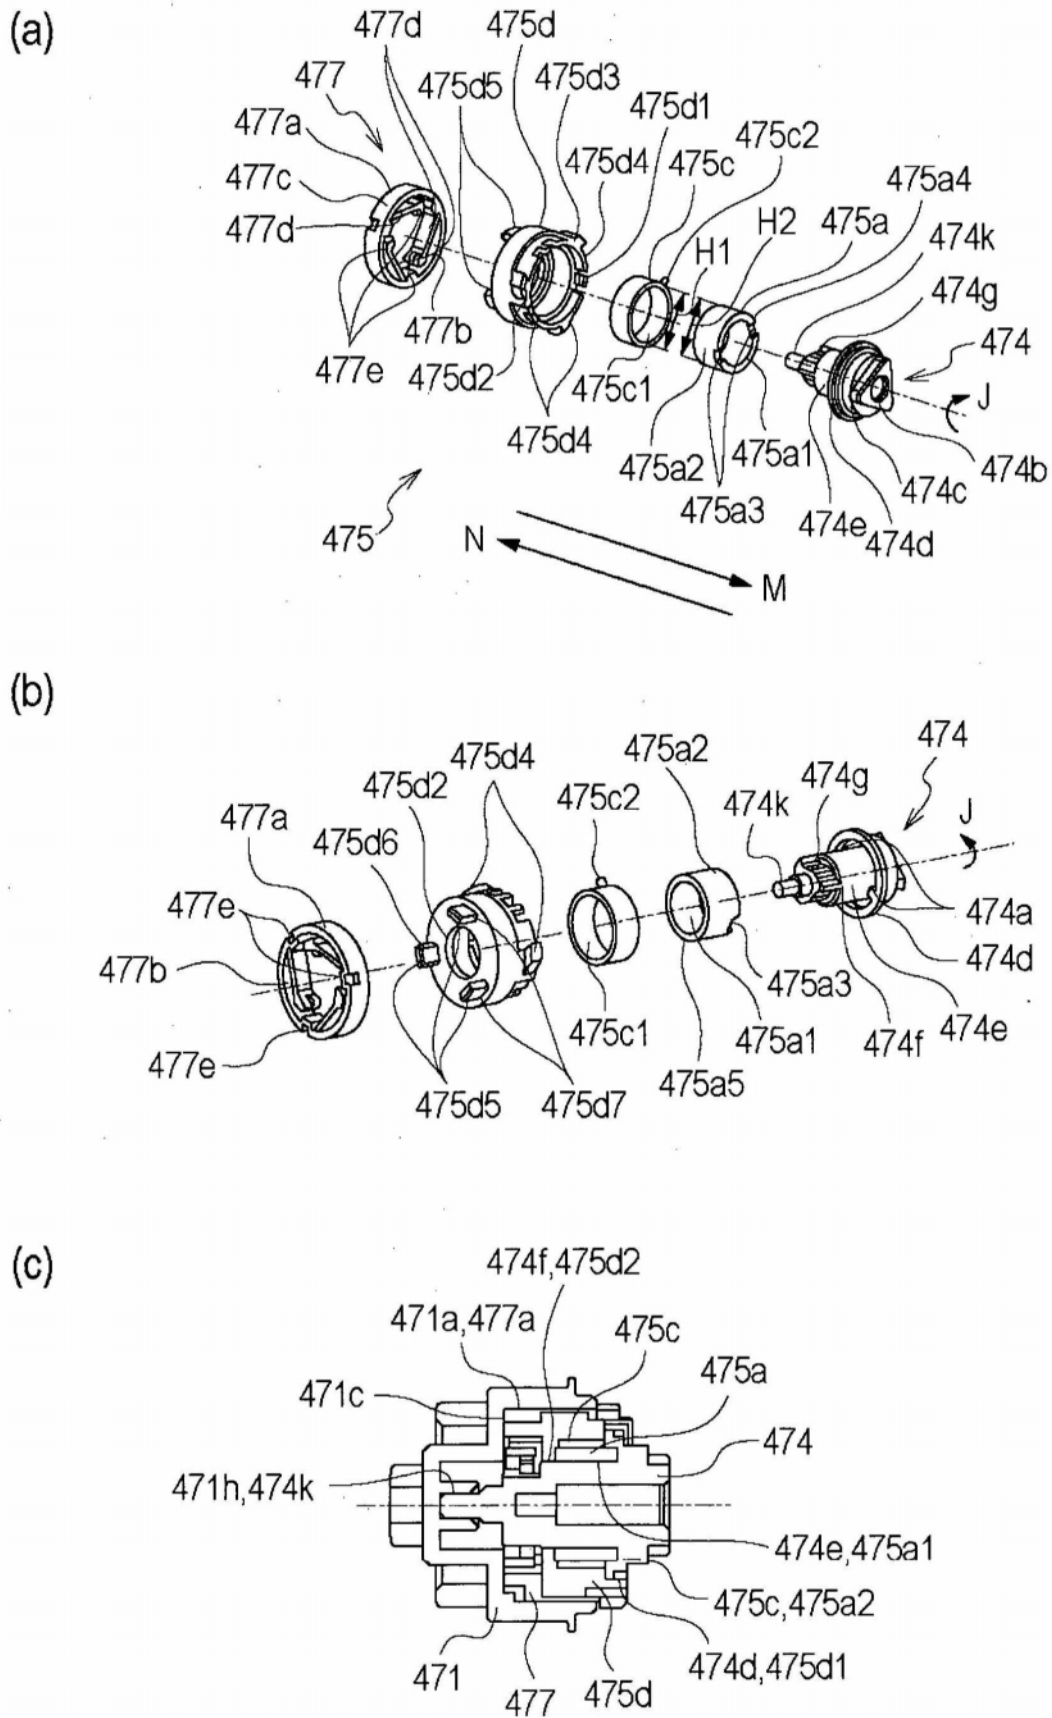 (a)
477d
475d
477
475d5
475d3
475d1
477a
475c2
475d4
475c
475a4
477c
H2
475a
H1
474k
477d
474g
474
477b
J
477e
475d2
475c1
475d4
475a2
475a1
474b
475a3
474c
474e
474d
475
N
M
(b)
474
475d4
475a2
475d2
475c2
474g
477a
474k
J
475d6
477e
474a
477b
474d
475a3
475c1
475a1
474e
477e
474f
475a5
475d5
475d7
(c)
474f,475d2
471a,477a
475c
475a
471c
474
471h,474k
474e,475a1
475c,475a2
474d,475d1
471
477
475d